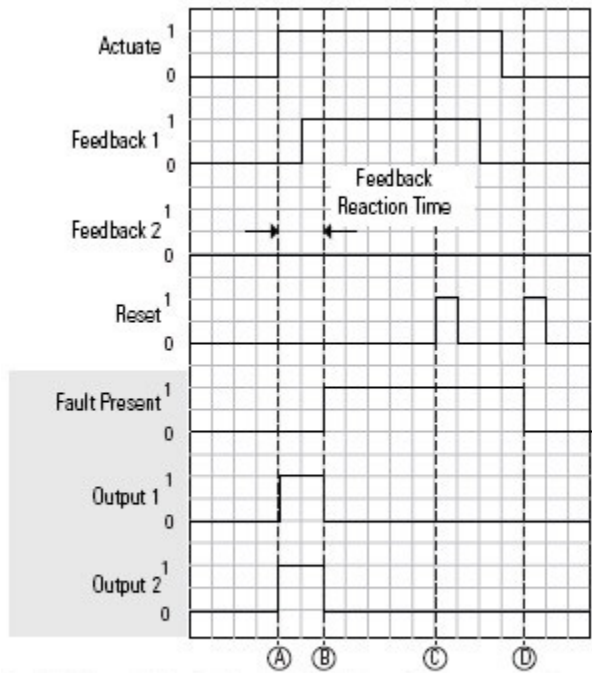 Actuate 1
0
Feedback 1 1
0
Feedback
Reaction Time
Feedback 2 1
0
Reset 1
0
Fault Present 1
0
Output 1 1
0
Output 2 1
0
Ⓐ Ⓑ Ⓒ Ⓓ